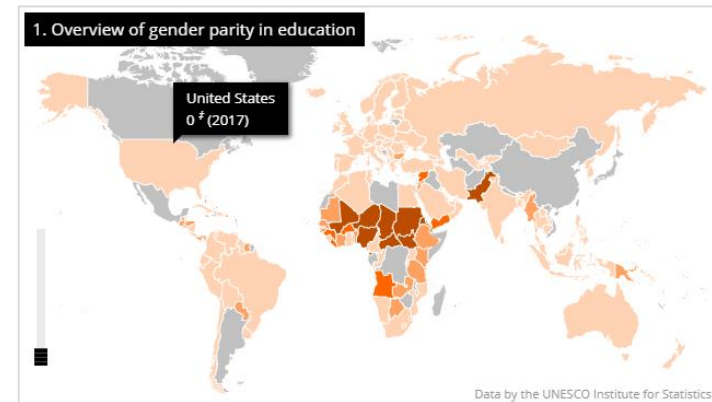 1. Overview of gender parity in education
United States
0 ‡ (2017)
Data by the UNESCO Institute for Statistics